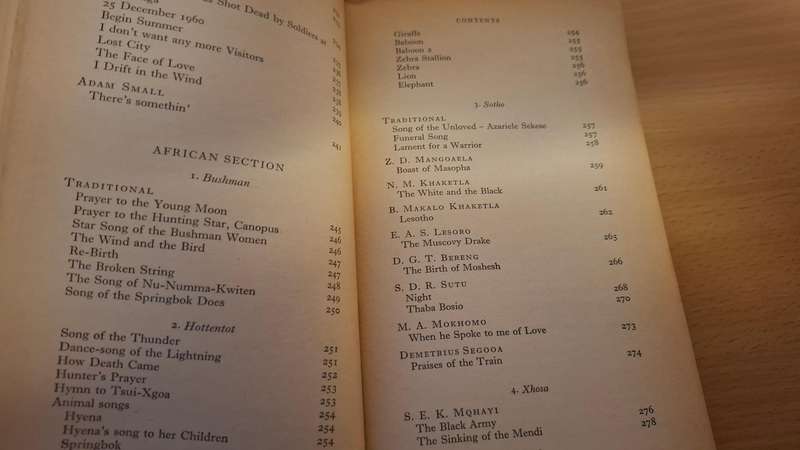 Shot Dead by Soldiers at
25 December 1960
Begin Summer
I don't want any more Visitors
Lost City
The Face of Love
I Drift in the Wind
ADAM SMALL
There's somethin'
240
AFRICAN SECTION 241
1. Bushman
TRADITIONAL
Prayer to the Young Moon 245
Prayer to the Hunting Star, Canopus 246
Star Song of the Bushman Women 246
The Wind and the Bird 247
Re-Birth 247
The Broken String 248
The Song of Nu-Numma-Kwiten 249
Song of the Springbok Does 250
2. Hottentot
Song of the Thunder 251
Dance-song of the Lightning 251
How Death Came 252
Hunter's Prayer 253
Hymn to Tsui-Xgoa 253
Animal songs 254
Hyena 254
Hyena's song to her Children 254
Springbok
CONTENTS
Giraffe 254
Baboon 255
Baboon 2 255
Zebra Stallion 255
Zebra 256
Lion 256
Elephant 256
3. Sotho
TRADITIONAL
Song of the Unloved – Azariele Sekese 257
Funeral Song 257
Lament for a Warrior 258
Z. D. MANGOAELA
Boast of Masopha 259
N. M. KHAKETLA
The White and the Black 261
B. MAKALO KHAKETLA
Lesotho 262
E. A. S. LESORO
The Muscovy Drake 265
D. G. T. BERENG
The Birth of Moshesh 266
S. D. R. SUTU
Night 268
Thaba Bosio 270
M. A. MOKHOMO
When he Spoke to me of Love 273
DEMETRIUS SEGOOA
Praises of the Train 274
4. Xhosa
S. E. K. MQHAYI
The Black Army 276
The Sinking of the Mendi 278